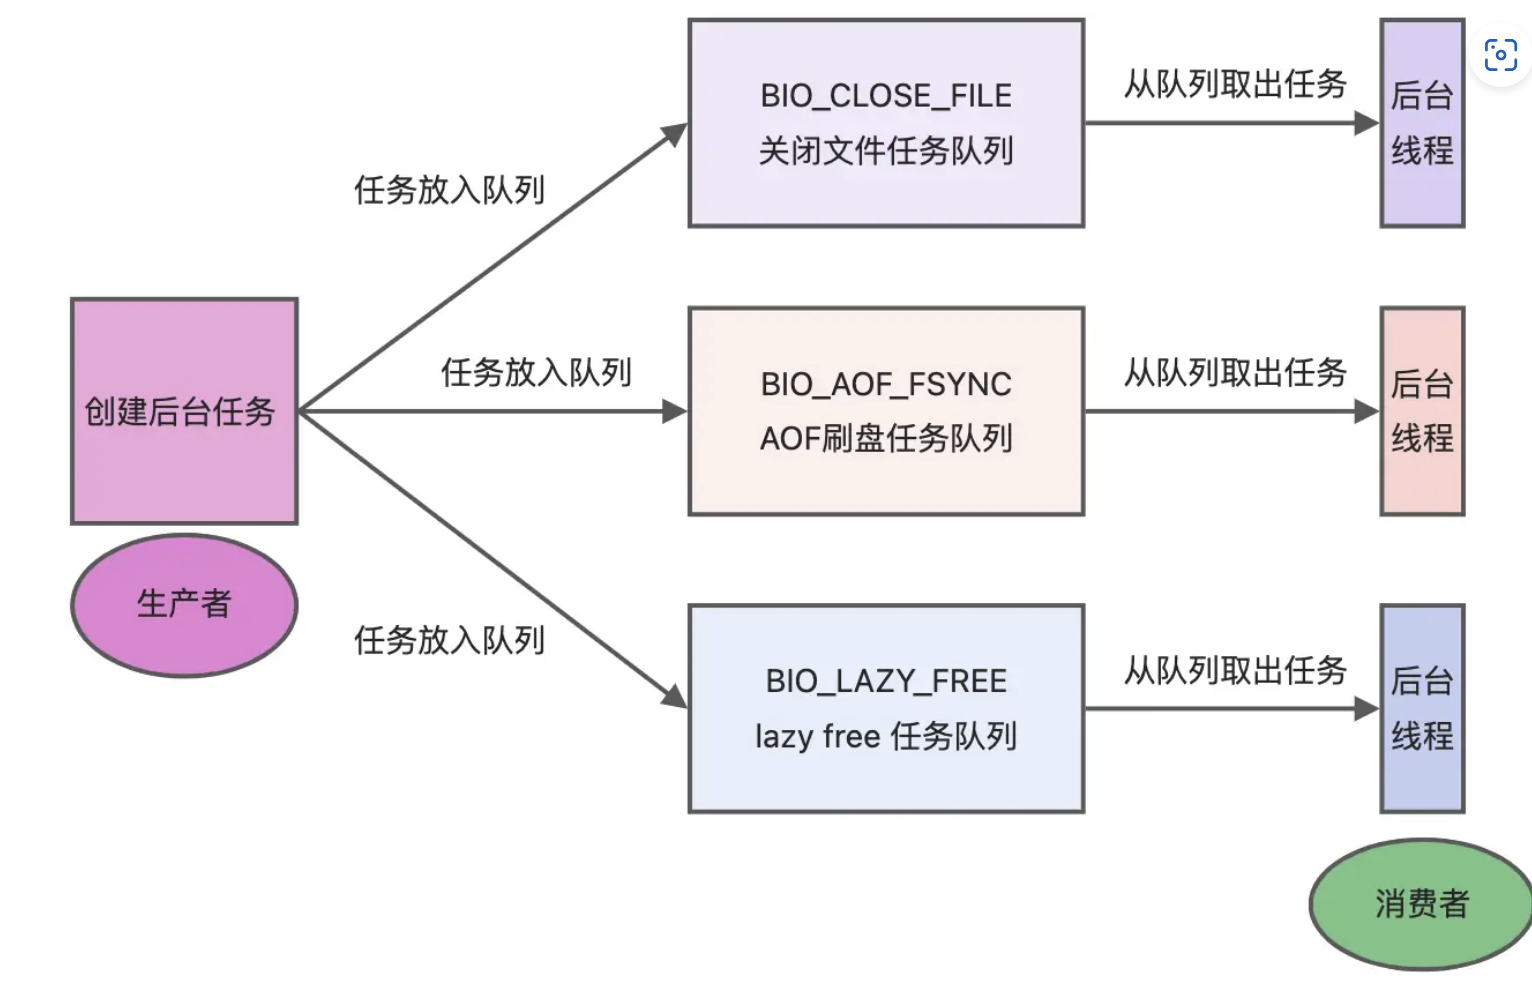 BIO_CLOSE_FILE
关闭文件任务队列
从队列取出任务
后台
线程
任务放入队列
创建后台任务
任务放入队列
BIO_AOF_FSYNC
AOF刷盘任务队列
从队列取出任务
后台
线程
生产者
任务放入队列
BIO_LAZY_FREE
lazy free 任务队列
从队列取出任务
后台
线程
消费者